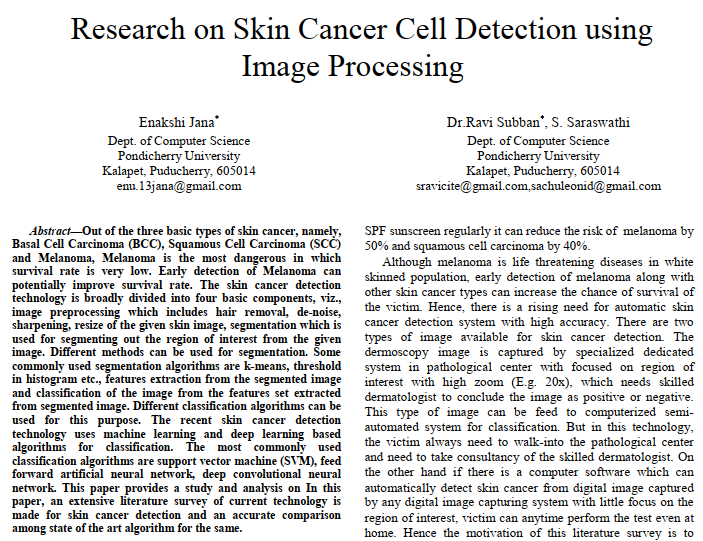 Research on Skin Cancer Cell Detection using
Image Processing
Enakshi Jana*
Dept. of Computer Science
Pondicherry University
Kalapet, Puducherry, 605014
enu.13jana@gmail.com
Dr.Ravi Subban*, S. Saraswathi
Dept. of Computer Science
Pondicherry University
Kalapet, Puducherry, 605014
sravicite@gmail.com,sachuleonid@gmail.com
Abstract—Out of the three basic types of skin cancer, namely,
Basal Cell Carcinoma (BCC), Squamous Cell Carcinoma (SCC)
and Melanoma, Melanoma is the most dangerous in which
survival rate is very low. Early detection of Melanoma can
potentially improve survival rate. The skin cancer detection
technology is broadly divided into four basic components, viz.,
image preprocessing which includes hair removal, de-noise,
sharpening, resize of the given skin image, segmentation which is
used for segmenting out the region of interest from the given
image. Different methods can be used for segmentation. Some
commonly used segmentation algorithms are k-means, threshold
in histogram etc., features extraction from the segmented image
and classification of the image from the features set extracted
from segmented image. Different classification algorithms can be
used for this purpose. The recent skin cancer detection
technology uses machine learning and deep learning based
algorithms for classification. The most commonly used
classification algorithms are support vector machine (SVM), feed
forward artificial neural network, deep convolutional neural
network. This paper provides a study and analysis on In this
paper, an extensive literature survey of current technology is
made for skin cancer detection and an accurate comparison
among state of the art algorithm for the same.
SPF sunscreen regularly it can reduce the risk of melanoma by
50% and squamous cell carcinoma by 40%.
Although melanoma is life threatening diseases in white
skinned population, early detection of melanoma along with
other skin cancer types can increase the chance of survival of
the victim. Hence, there is a rising need for automatic skin
cancer detection system with high accuracy. There are two
types of image available for skin cancer detection. The
dermoscopy image is captured by specialized dedicated
system in pathological center with focused on region of
interest with high zoom (E.g. 20x), which needs skilled
dermatologist to conclude the image as positive or negative.
This type of image can be feed to computerized semi-
automated system for classification. But in this technology,
the victim always need to walk-into the pathological center
and need to take consultancy of the skilled dermatologist. On
the other hand if there is a computer software which can
automatically detect skin cancer from digital image captured
by any digital image capturing system with little focus on the
region of interest, victim can anytime perform the test even at
home. Hence the motivation of this literature survey is to